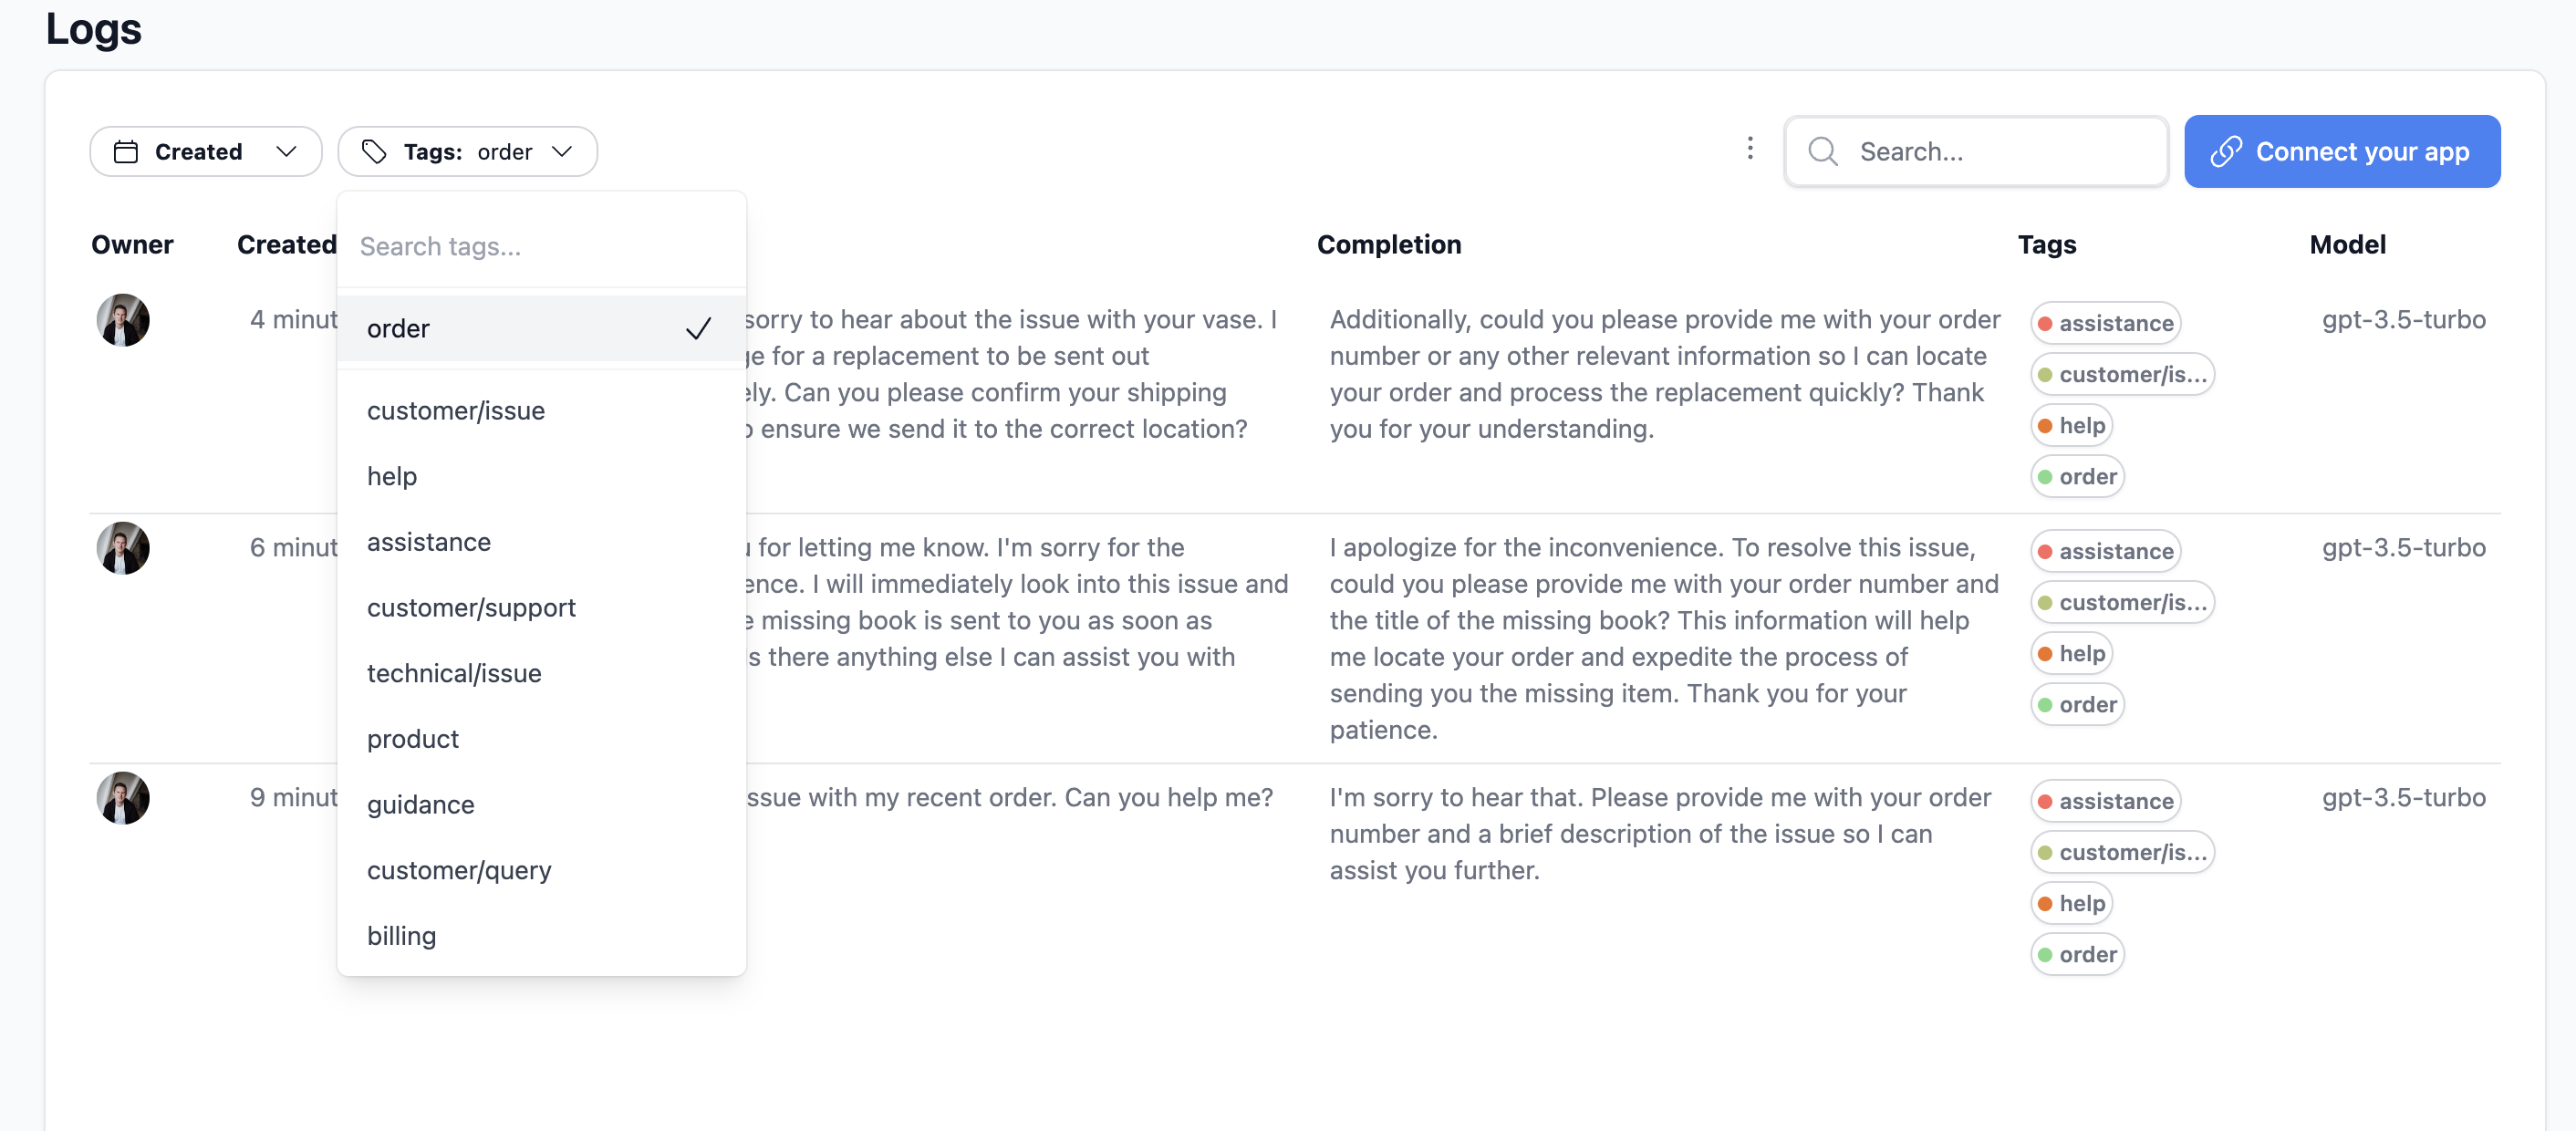 Logs
Created
Tags: order
Search...
Connect your app
Owner
Created
Completion
Tags
Model
Search tags...
order
customer/issue
help
assistance
customer/support
technical/issue
product
guidance
customer/query
billing
4 minut
sorry to hear about the issue with your vase. I
for a replacement to be sent out
Can you please confirm your shipping
ensure we send it to the correct location?
Additionally, could you please provide me with your order
number or any other relevant information so I can locate
your order and process the replacement quickly? Thank
you for your understanding.
assistance
customer/is...
help
order
gpt-3.5-turbo
6 minut
for letting me know. I'm sorry for the
ence. I will immediately look into this issue and
missing book is sent to you as soon as
s there anything else I can assist you with
I apologize for the inconvenience. To resolve this issue,
could you please provide me with your order number and
the title of the missing book? This information will help
me locate your order and expedite the process of
sending you the missing item. Thank you for your
patience.
assistance
customer/is...
help
order
gpt-3.5-turbo
9 minut
ssue with my recent order. Can you help me?
I'm sorry to hear that. Please provide me with your order
number and a brief description of the issue so I can
assist you further.
assistance
customer/is...
help
order
gpt-3.5-turbo